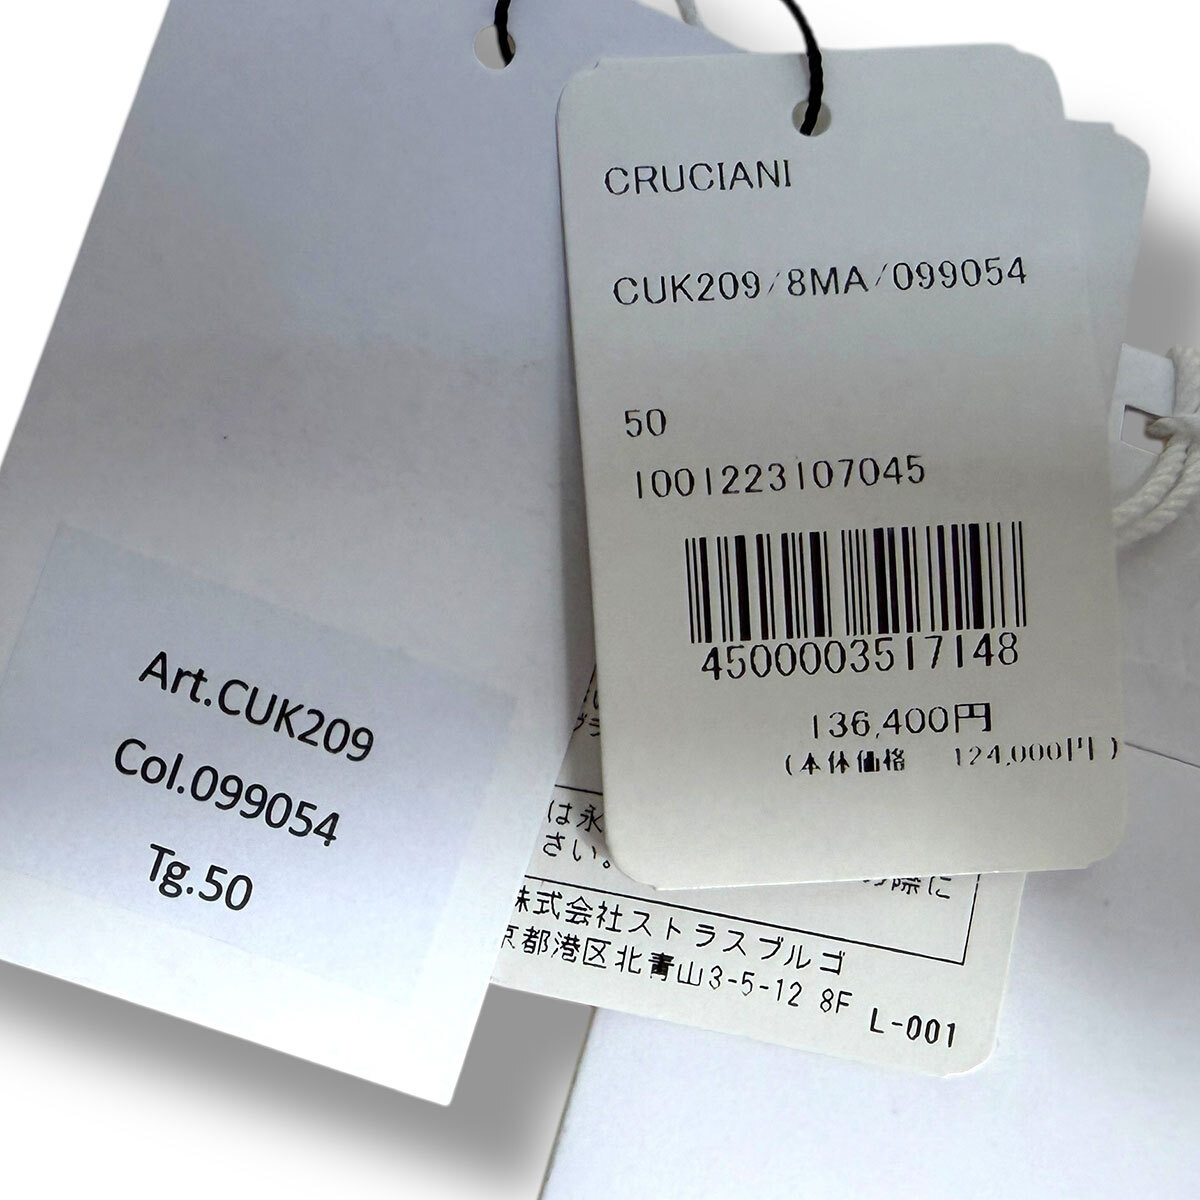 CRUCIANI
CUK209/8MA/099054
50
1001223107045
4500003517148
136,400円
(本体価格 124,000円)
Art.CUK209
Col.099054
Tg.50
は永
さい。
際に
株式会社ストラスブルゴ
京都港区北青山3-5-12 8F
L-001